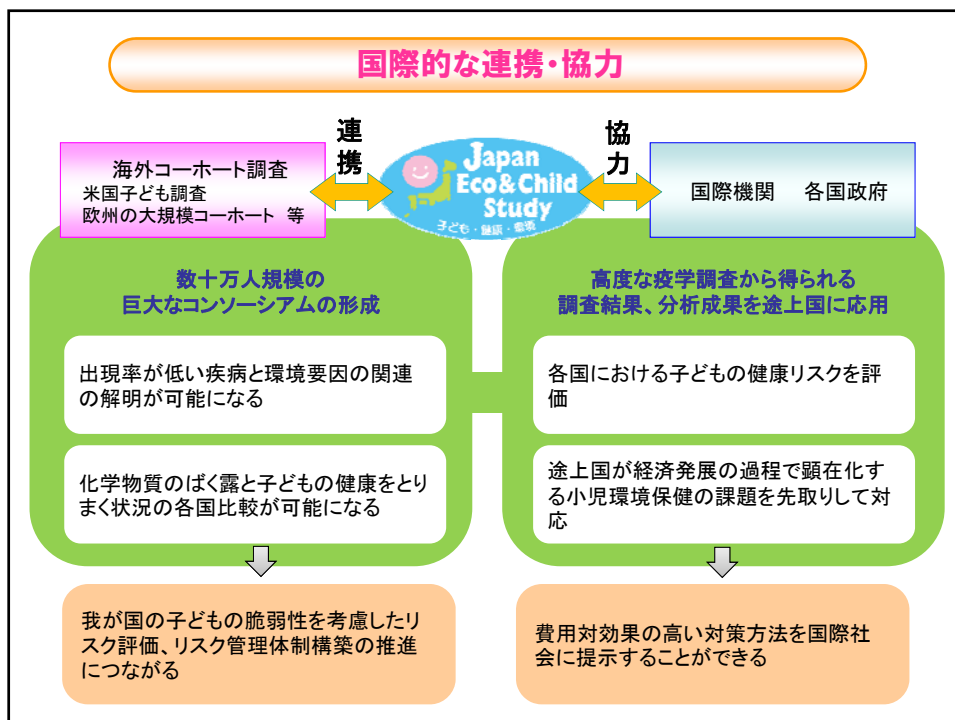 国際的な連携・協力
連携
協力
海外コーホート調査
米国子ども調査
欧州の大規模コーホート 等
Japan
Eco&Child
Study
子ども・健康・環境
国際機関 各国政府
数十万人規模の
巨大なコンソーシアムの形成
出現率が低い疾病と環境要因の関連
の解明が可能になる
化学物質のばく露と子どもの健康をとり
まく状況の各国比較が可能になる
我が国の子どもの脆弱性を考慮したリ
スク評価、リスク管理体制構築の推進
につながる
高度な疫学調査から得られる
調査結果、分析成果を途上国に応用
各国における子どもの健康リスクを評
価
途上国が経済発展の過程で顕在化す
る小児環境保健の課題を先取りして対
応
費用対効果の高い対策方法を国際社
会に提示することができる